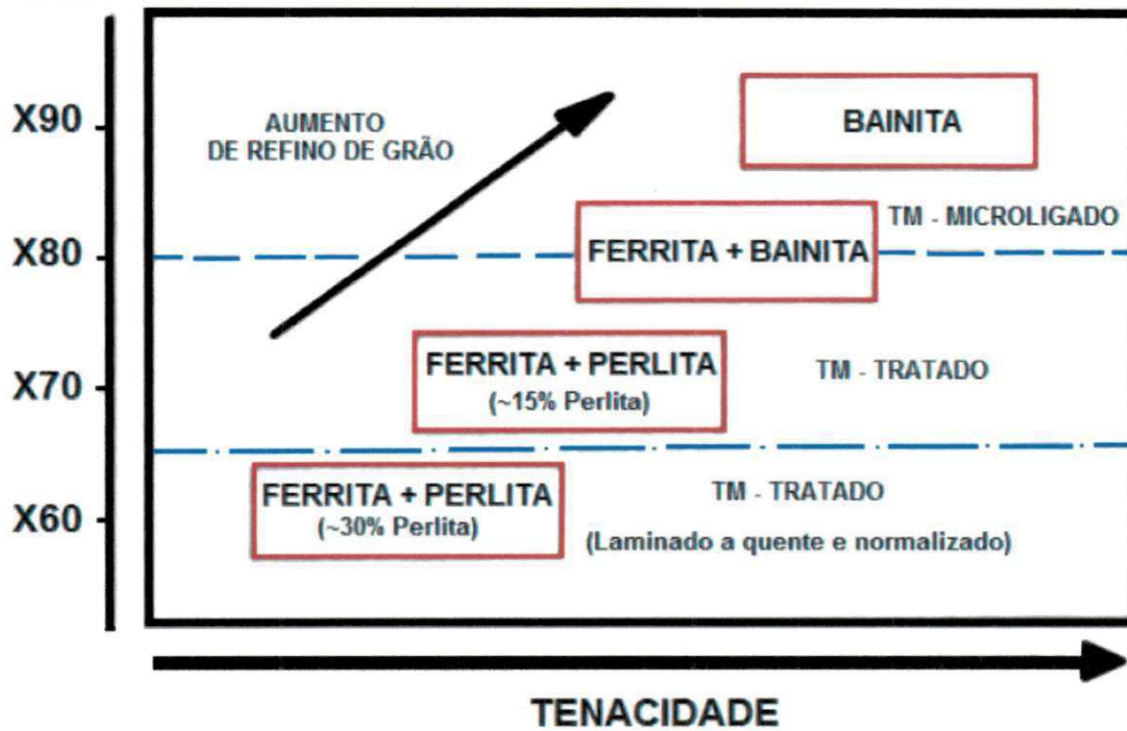 X90
AUMENTO
DE REFINO DE GRÃO
BAINITA
TM - MICROLIGADO
X80
FERRITA + BAINITA
X70
FERRITA + PERLITA
(~15% Perlita)
TM - TRATADO
X60
FERRITA + PERLITA
(~30% Perlita)
TM - TRATADO
(Laminado a quente e normalizado)
TENACIDADE